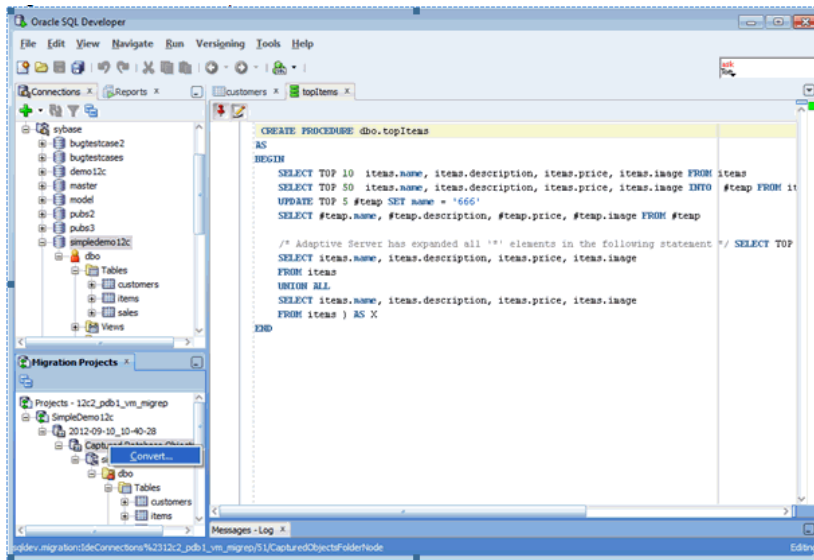 Oracle SQL Developer
File Edit View Navigate Run Versioning Tools Help
Connections
Reports
customers
topItems
sybase
bugtestcase2
bugtestcases
demo12c
master
model
pubs2
pubs3
simpledemo12c
dbo
Tables
customers
items
sales
Views
CREATE PROCEDURE dbo.topItems
AS
BEGIN
SELECT TOP 10 items.name, items.description, items.price, items.image FROM items
SELECT TOP 50 items.name, items.description, items.price, items.image INTO #temp FROM it
UPDATE TOP 5 #temp SET name = '666'
SELECT #temp.name, #temp.description, #temp.price, #temp.image FROM #temp
/* Adaptive Server has expanded all '*' elements in the following statement */ SELECT TOP
SELECT items.name, items.description, items.price, items.image
FROM items
UNION ALL
SELECT items.name, items.description, items.price, items.image
FROM items ) AS X
END
Migration Projects
Projects - 12c2_pdb1_vm_migrep
SimpleDemo12c
2012-09-10_10-40-28
Captured Database Objects
Convert...
dbo
Tables
customers
items
Messages - Log
sqldev.migration:IdeConnections%2312c2_pdb1_vm_migrep/51/CapturedObjectsFolderNode
Editin